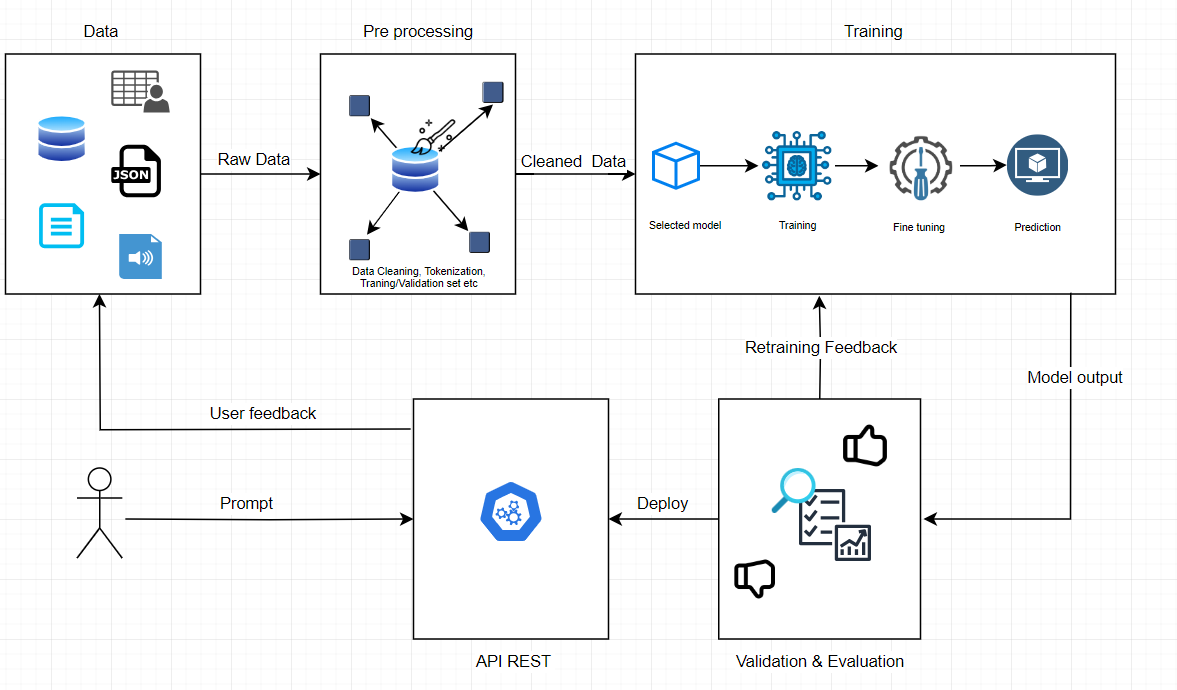 Data
Pre processing
Training
JSON
Raw Data
Cleaned Data
Selected model
Training
Fine tuning
Prediction
Data Cleaning, Tokenization,
Traning/Validation set etc
Retraining Feedback
Model output
User feedback
Prompt
Deploy
API REST
Validation & Evaluation